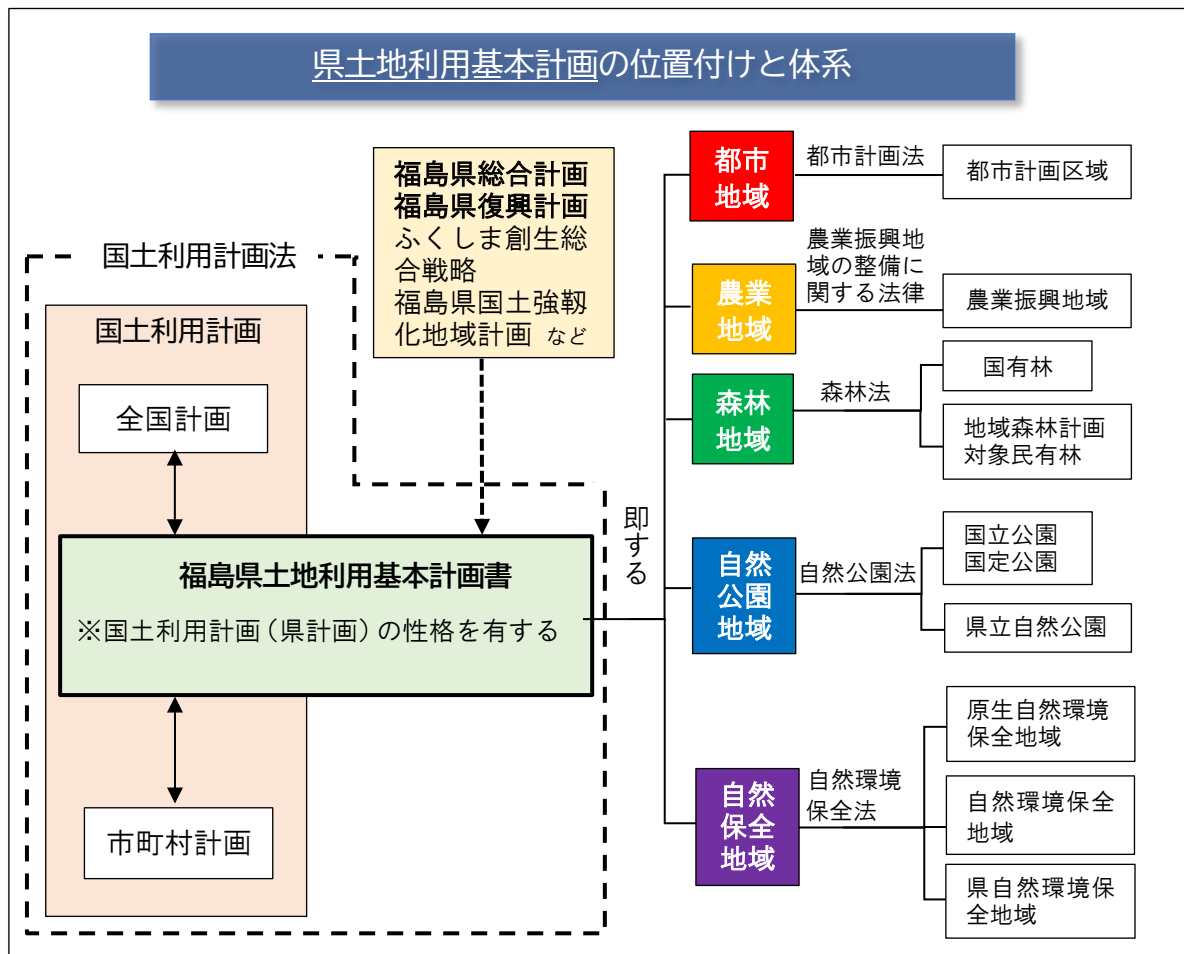 県土地利用基本計画の位置付けと体系
福島県総合計画
福島県復興計画
ふくしま創生総
合戦略
福島県国土強靱
化地域計画 など
国土利用計画法
国土利用計画
全国計画
福島県土地利用基本計画書
※国土利用計画(県計画)の性格を有する
市町村計画
即する
都市
地域
都市計画法
都市計画区域
農業
地域
農業振興地
域の整備に
関する法律
農業振興地域
森林
地域
森林法
国有林
地域森林計画
対象民有林
自然
公園
地域
自然公園法
国立公園
国定公園
県立自然公園
自然
保全
地域
自然環境
保全法
原生自然環境
保全地域
自然環境保全
地域
県自然環境保
全地域